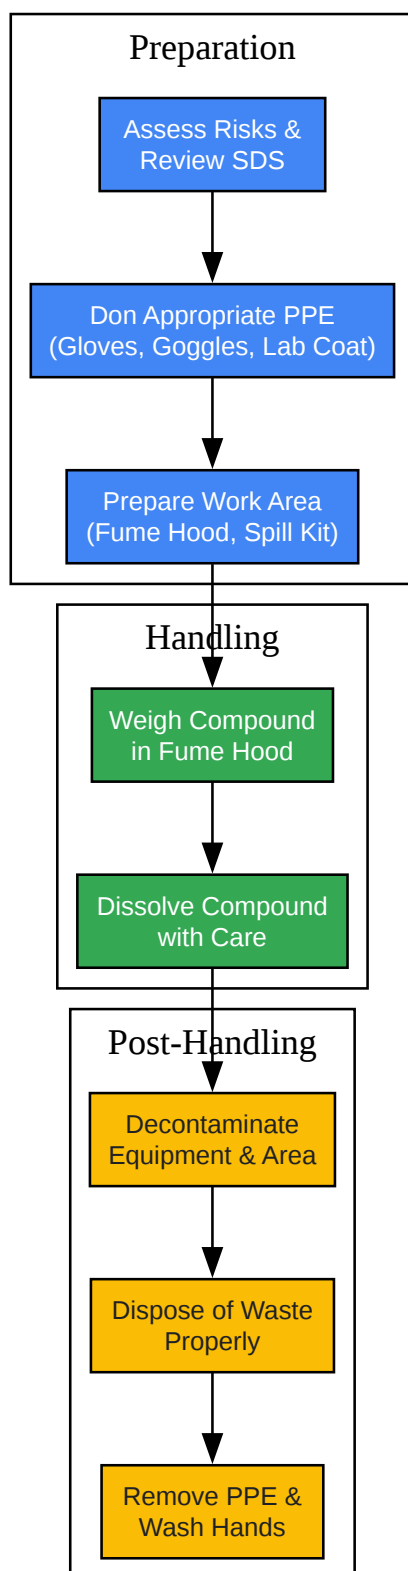 Preparation
Assess Risks &
Review SDS
Don Appropriate PPE
(Gloves, Goggles, Lab Coat)
Prepare Work Area
(Fume Hood, Spill Kit)
Handling
Weigh Compound
in Fume Hood
Dissolve Compound
with Care
Post-Handling
Decontaminate
Equipment & Area
Dispose of Waste
Properly
Remove PPE &
Wash Hands